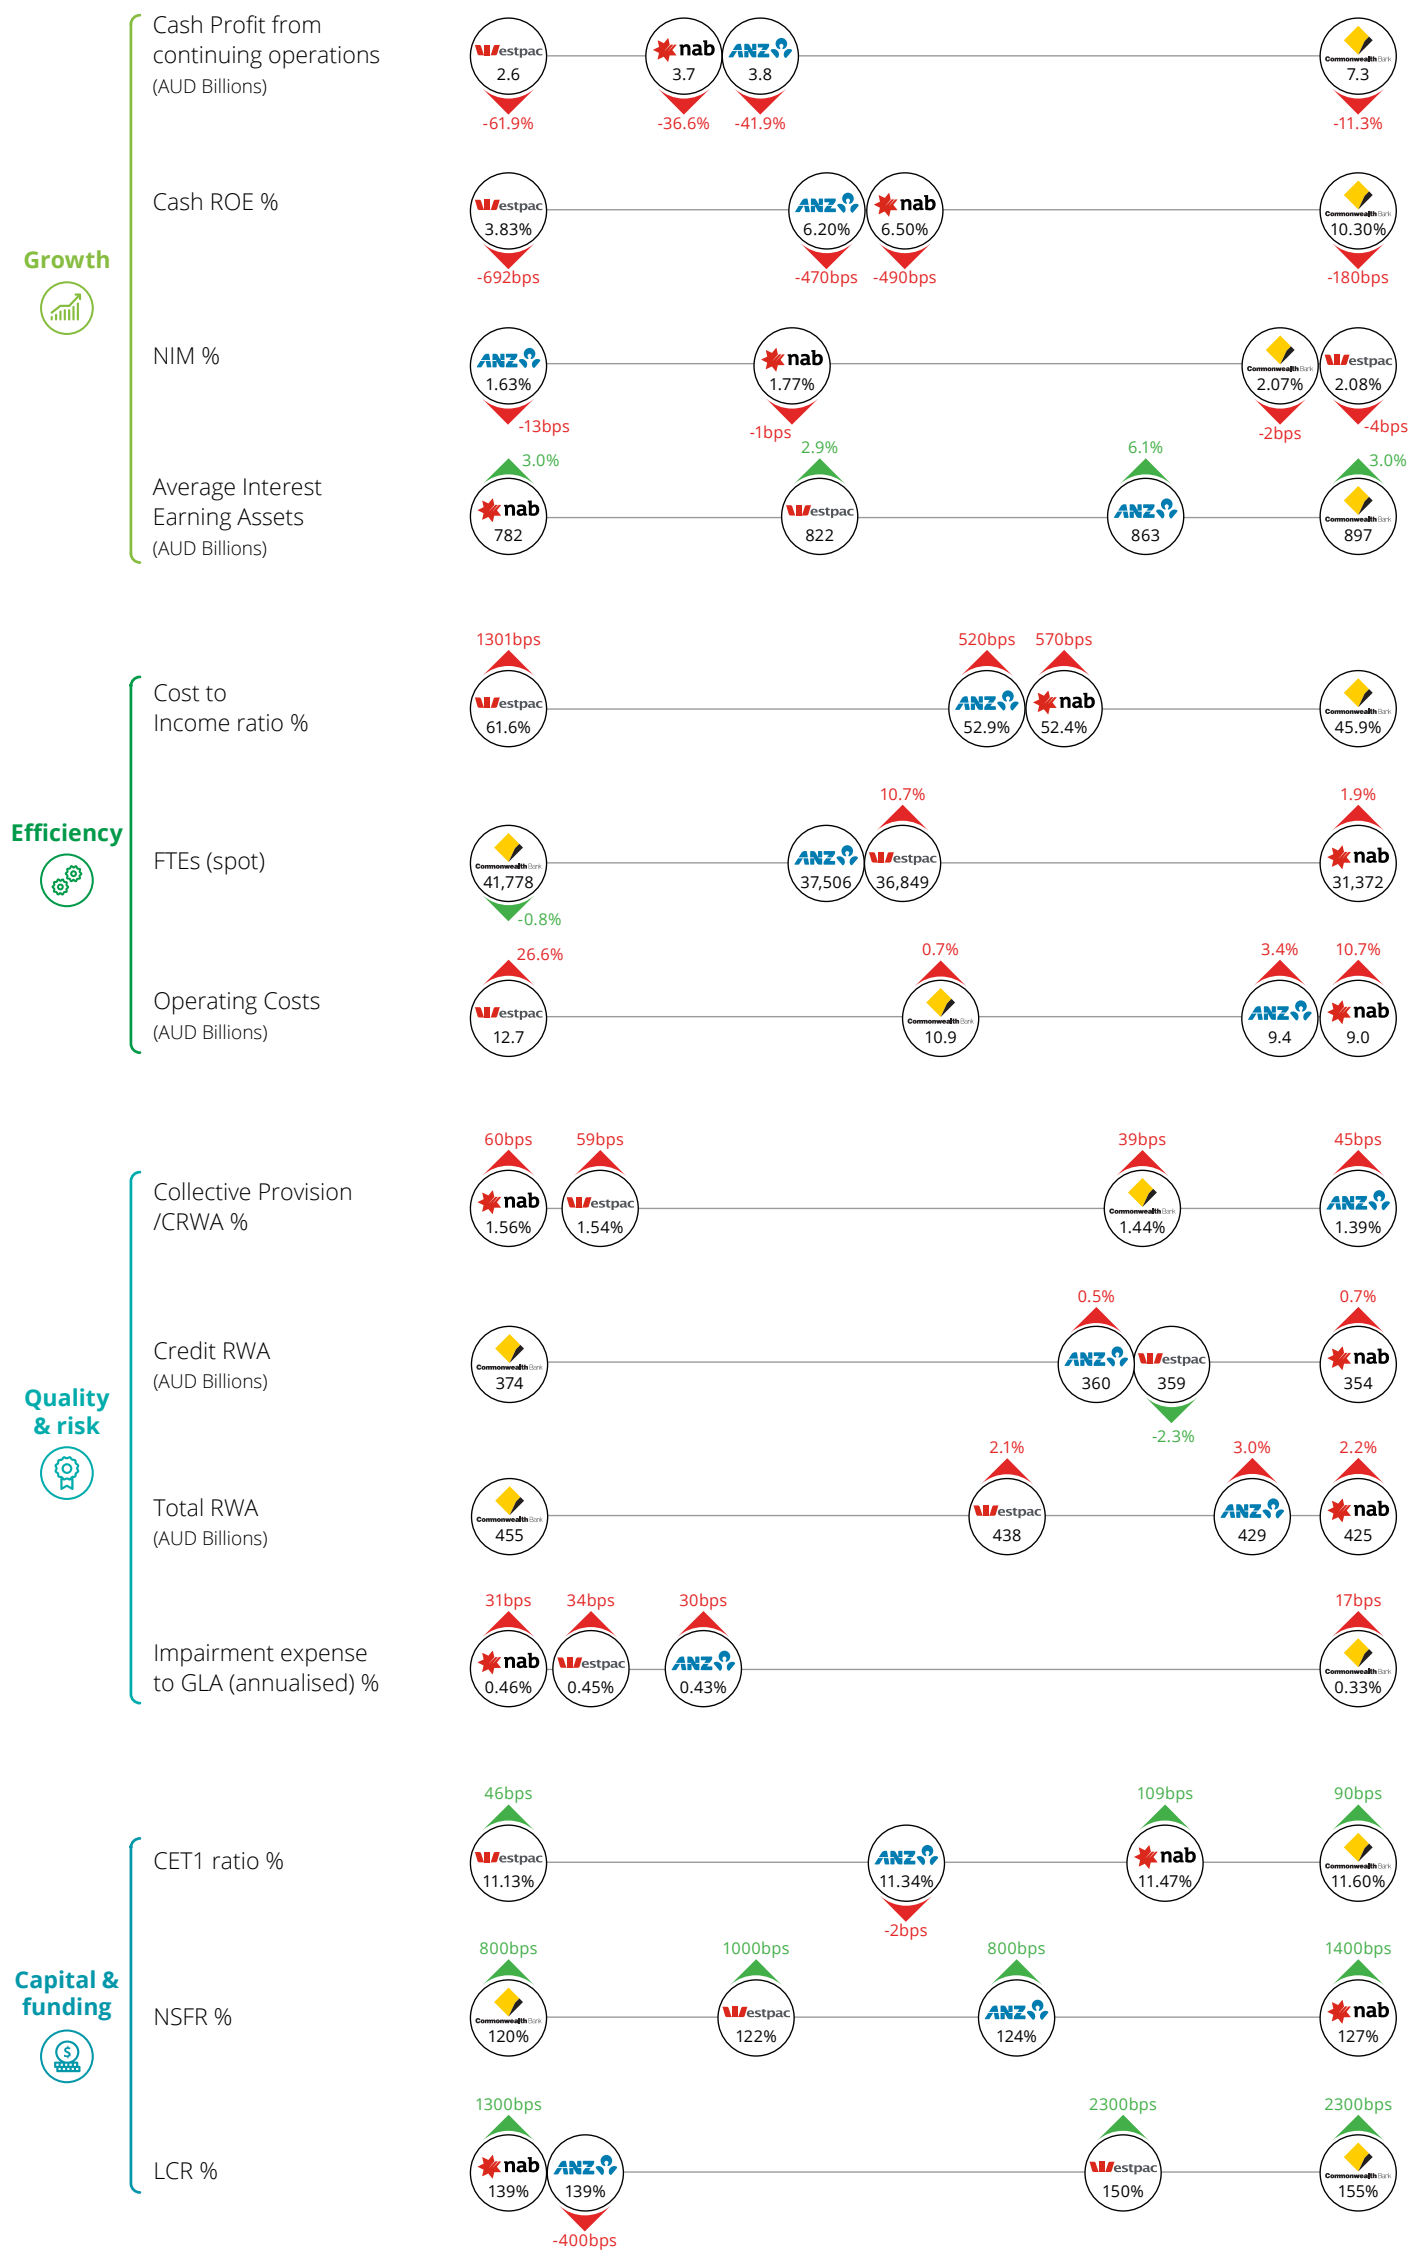 Growth
Cash Profit from
continuing operations
(AUD Billions)
Westpac
2.6
-61.9%
nab
3.7
-36.6%
ANZ
3.8
-41.9%
Commonwealth Bank
7.3
-11.3%
Cash ROE %
Westpac
3.83%
-692bps
ANZ
6.20%
-470bps
nab
6.50%
-490bps
Commonwealth Bank
10.30%
-180bps
NIM %
ANZ
1.63%
-13bps
nab
1.77%
-1bps
Commonwealth Bank
2.07%
-2bps
Westpac
2.08%
-4bps
Average Interest
Earning Assets
(AUD Billions)
3.0%
nab
782
2.9%
Westpac
822
6.1%
ANZ
863
3.0%
Commonwealth Bank
897
Efficiency
Cost to
Income ratio %
1301bps
Westpac
61.6%
520bps
ANZ
52.9%
570bps
nab
52.4%
Commonwealth Bank
45.9%
FTEs (spot)
Commonwealth Bank
41,778
-0.8%
ANZ
37,506
10.7%
Westpac
36,849
1.9%
nab
31,372
Operating Costs
(AUD Billions)
26.6%
Westpac
12.7
0.7%
Commonwealth Bank
10.9
3.4%
ANZ
9.4
10.7%
nab
9.0
Quality
& risk
Collective Provision
/CRWA %
60bps
nab
1.56%
59bps
Westpac
1.54%
39bps
Commonwealth Bank
1.44%
45bps
ANZ
1.39%
Credit RWA
(AUD Billions)
Commonwealth Bank
374
0.5%
ANZ
360
Westpac
359
-2.3%
0.7%
nab
354
Total RWA
(AUD Billions)
Commonwealth Bank
455
2.1%
Westpac
438
3.0%
ANZ
429
2.2%
nab
425
Impairment expense
to GLA (annualised) %
31bps
nab
0.46%
34bps
Westpac
0.45%
30bps
ANZ
0.43%
17bps
Commonwealth Bank
0.33%
Capital &
funding
CET1 ratio %
46bps
Westpac
11.13%
ANZ
11.34%
-2bps
109bps
nab
11.47%
90bps
Commonwealth Bank
11.60%
NSFR %
800bps
Commonwealth Bank
120%
1000bps
Westpac
122%
800bps
ANZ
124%
1400bps
nab
127%
LCR %
1300bps
nab
139%
ANZ
139%
-400bps
2300bps
Westpac
150%
2300bps
Commonwealth Bank
155%